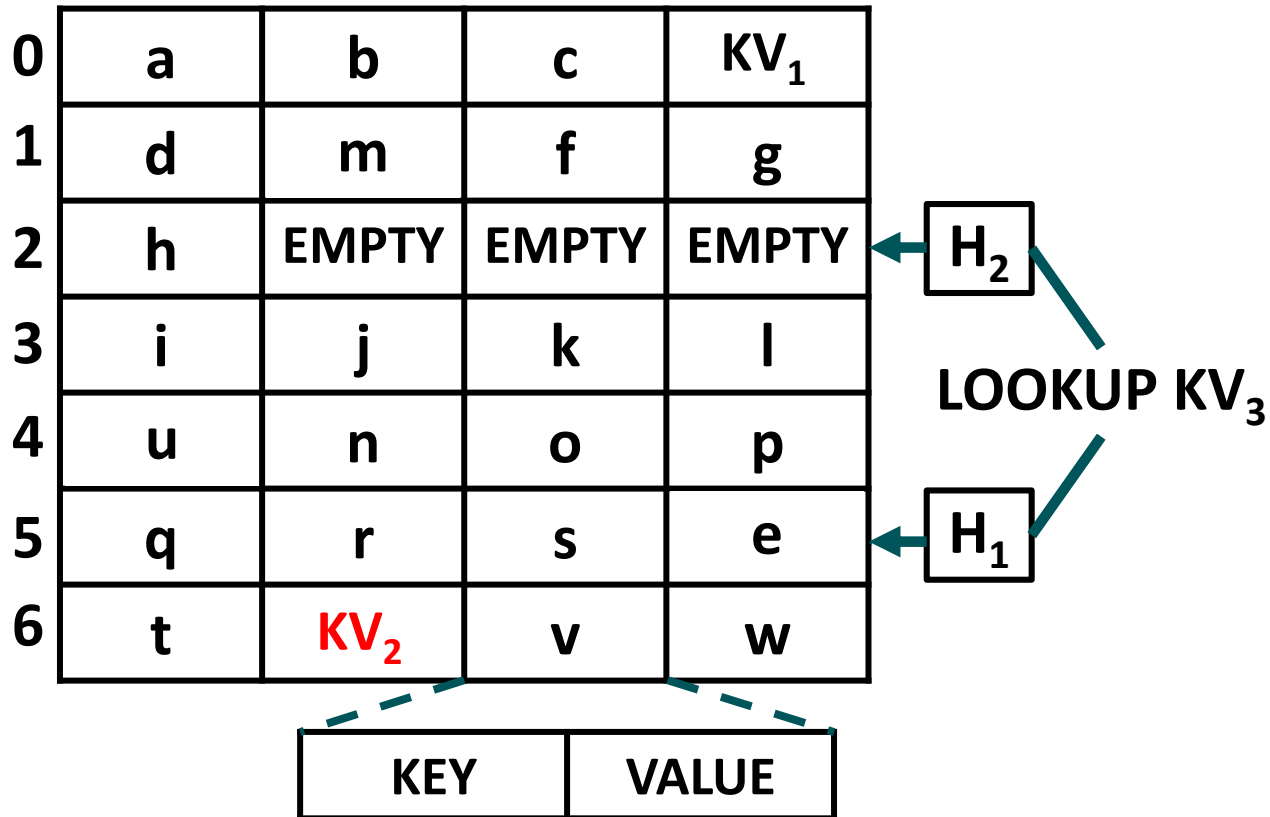 0 a b c KV₁
1 d m f g
2 h EMPTY EMPTY EMPTY H₂
3 i j k l
LOOKUP KV₃
4 u n o p
5 q r s e H₁
6 t KV₂ v w
KEY VALUE